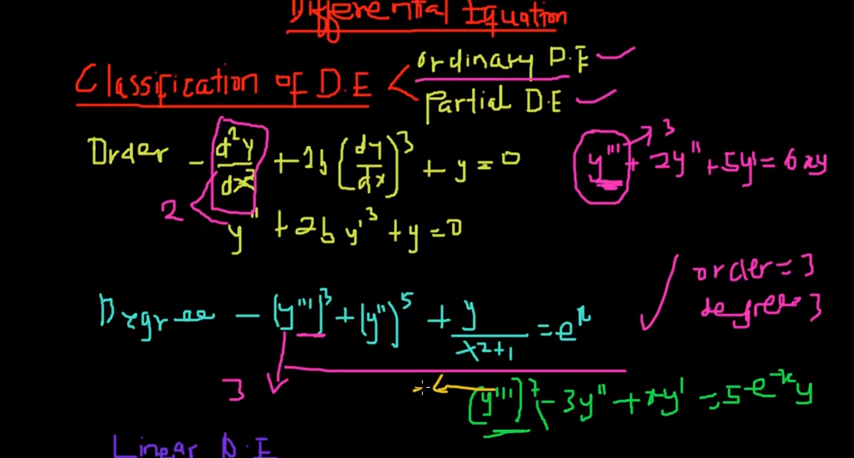 Differential Equation
Classification of D.E < ordinary D.E ✓
Partial D.E ✓
Order - d²y/dx² + 2b (dy/dx)³ + y = 0
2
y'' + 2b y'³ + y = 0
y''' + 2y'' + 5y' = 6xy
3
order = 3
degree = 3
Degree - (y''')³ + (y'')⁵ + y/(x²+1) = eˣ
3
(y''')⁷ - 3y'' + xy' = 5e⁻ˣy
Linear D.E